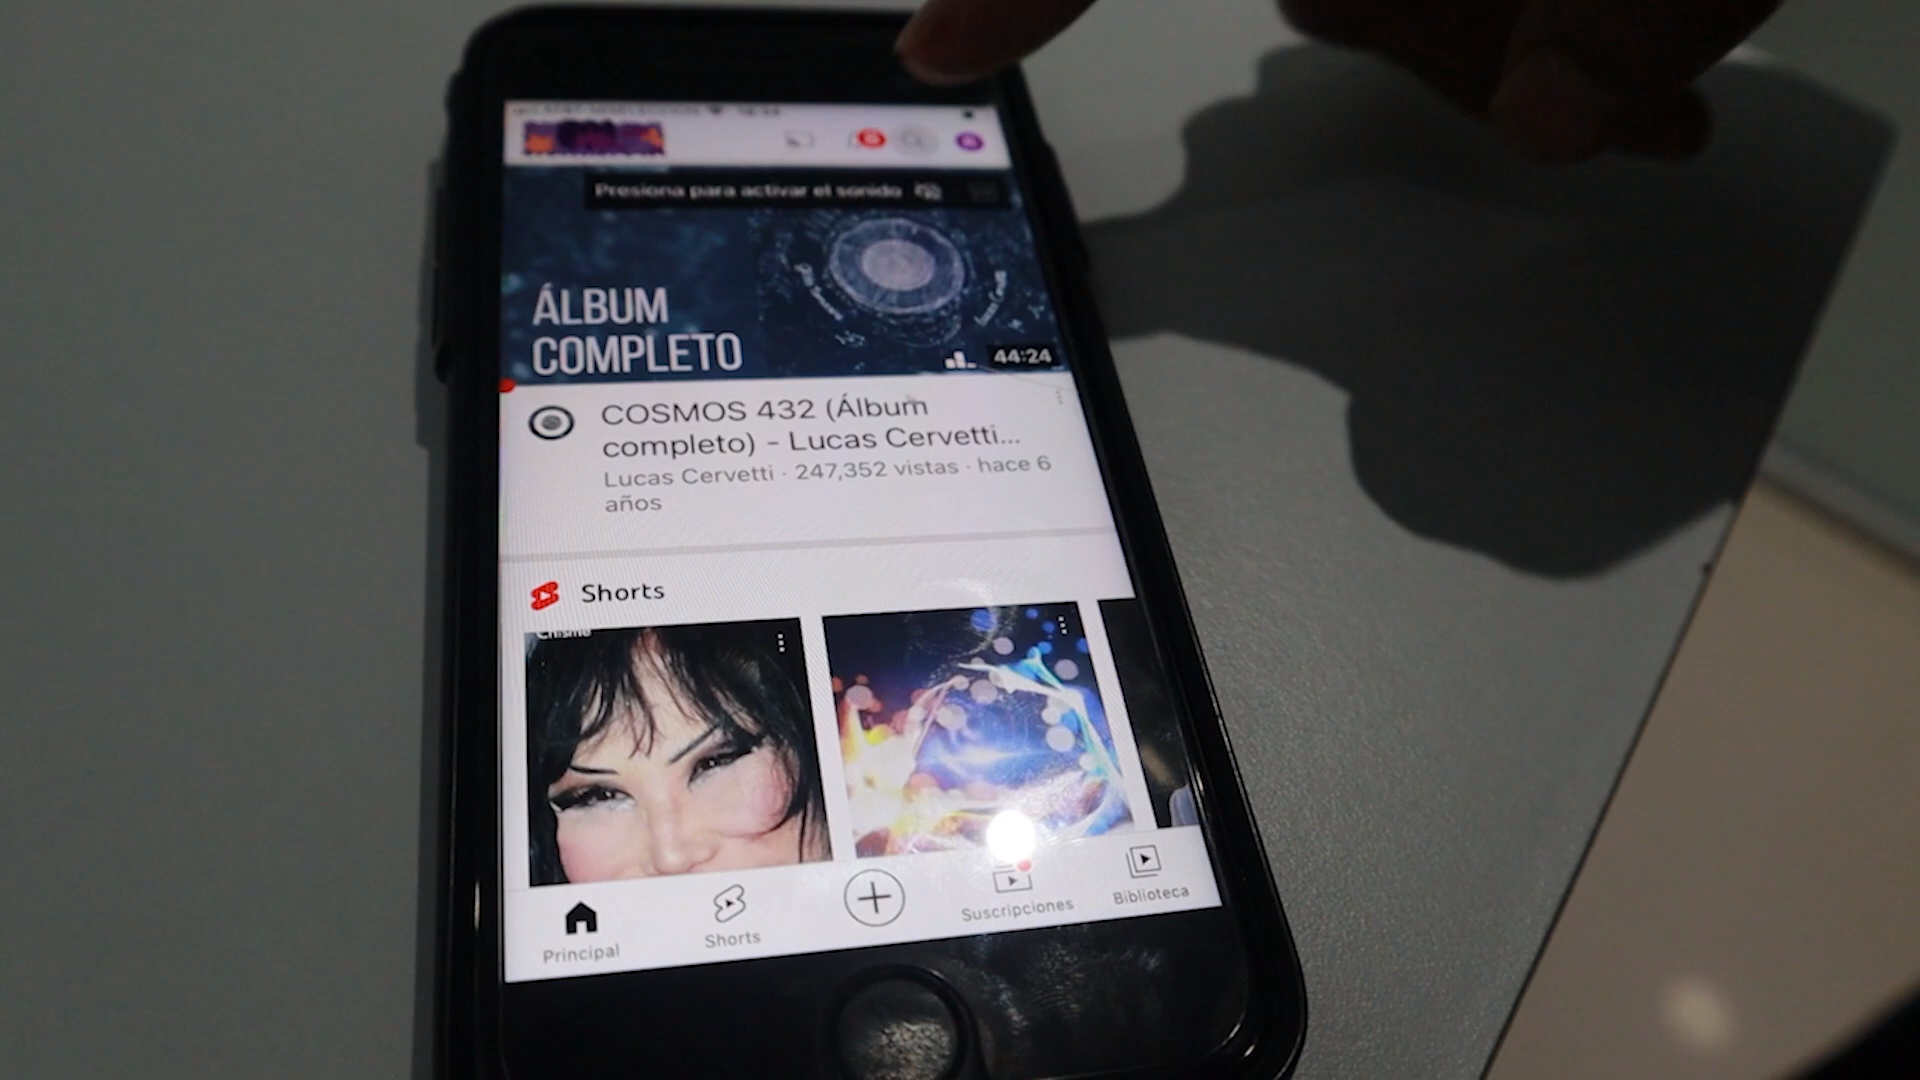 Presiona para activar el sonido
ÁLBUM
COMPLETO
44:24
COSMOS 432 (Álbum
completo) - Lucas Cervetti...
Lucas Cervetti · 247,352 vistas · hace 6
años
Shorts
Chisme
Principal
Shorts
Suscripciones
Biblioteca